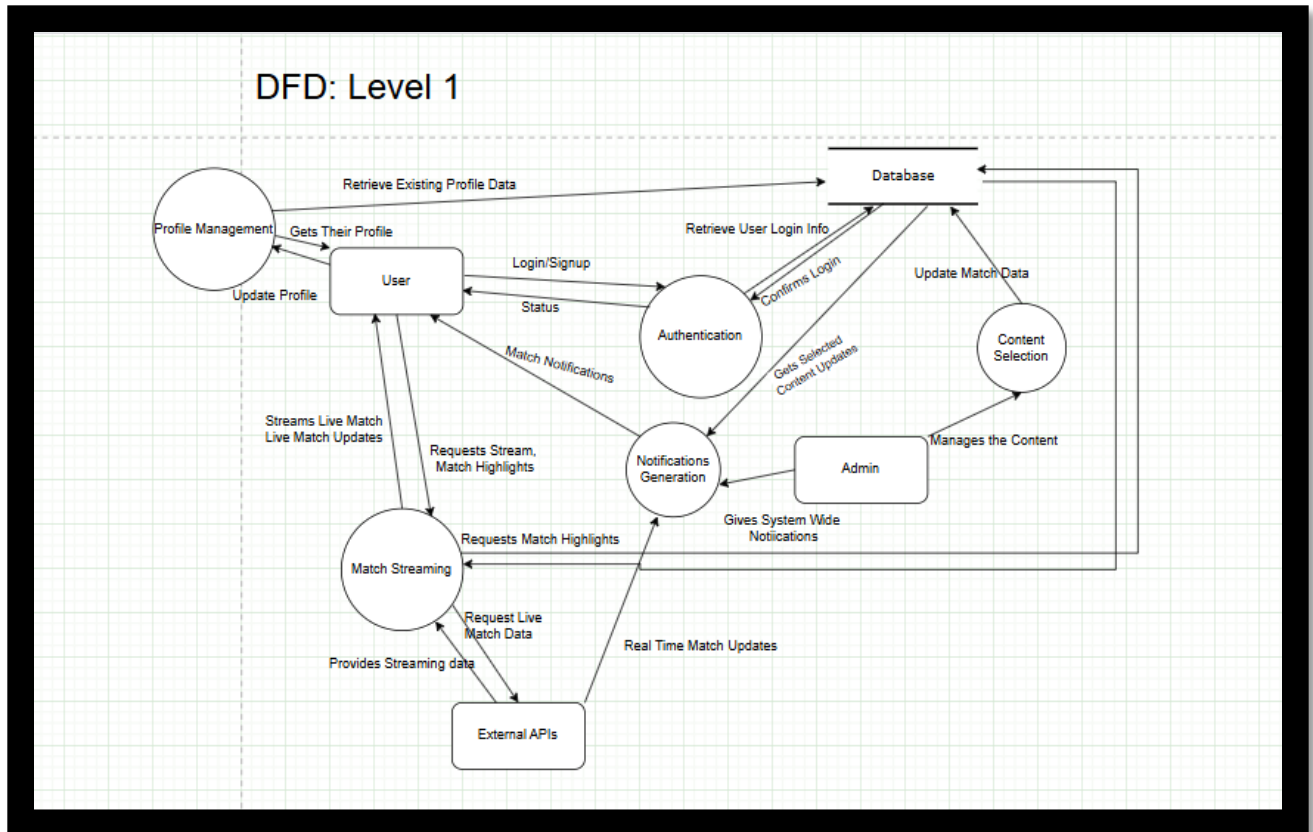 DFD: Level 1
Database
Retrieve Existing Profile Data
Profile Management
Gets Their Profile
Retrieve User Login Info
User
Login/Signup
Confirms Login
Update Match Data
Update Profile
Status
Authentication
Content
Selection
Match Notifications
Gets Selected
Content Updates
Streams Live Match
Live Match Updates
Requests Stream,
Match Highlights
Notifications
Generation
Admin
Manages the Content
Gives System Wide
Notiications
Requests Match Highlights
Match Streaming
Request Live
Match Data
Real Time Match Updates
Provides Streaming data
External APIs